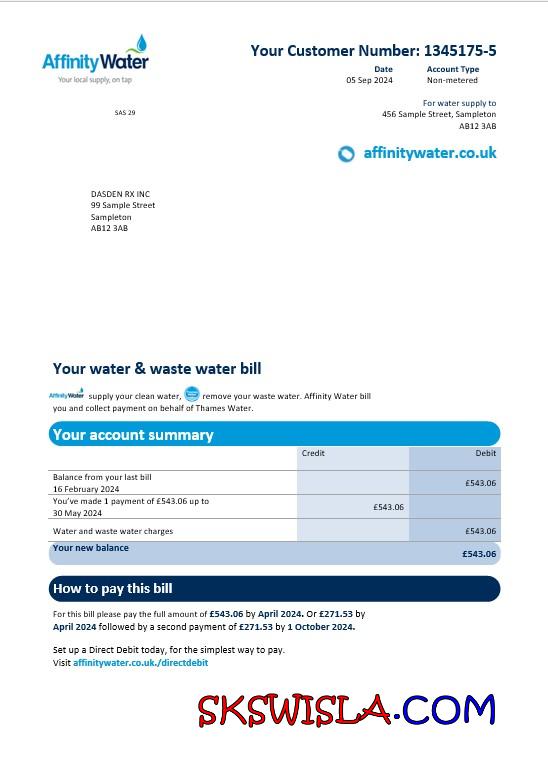 AffinityWater
Your local supply, on tap
Your Customer Number: 1345175-5
Date Account Type
05 Sep 2024 Non-metered
SAS 29
For water supply to
456 Sample Street, Sampleton
AB12 3AB
affinitywater.co.uk
DASDEN RX INC
99 Sample Street
Sampleton
AB12 3AB
Your water & waste water bill
AffinityWater supply your clean water, remove your waste water. Affinity Water bill
you and collect payment on behalf of Thames Water.
Your account summary
Credit Debit
Balance from your last bill
16 February 2024 £543.06
You've made 1 payment of £543.06 up to
30 May 2024 £543.06
Water and waste water charges £543.06
Your new balance £543.06
How to pay this bill
For this bill please pay the full amount of £543.06 by April 2024. Or £271.53 by
April 2024 followed by a second payment of £271.53 by 1 October 2024.
Set up a Direct Debit today, for the simplest way to pay.
Visit affinitywater.co.uk./directdebit
SKSWISLA.COM